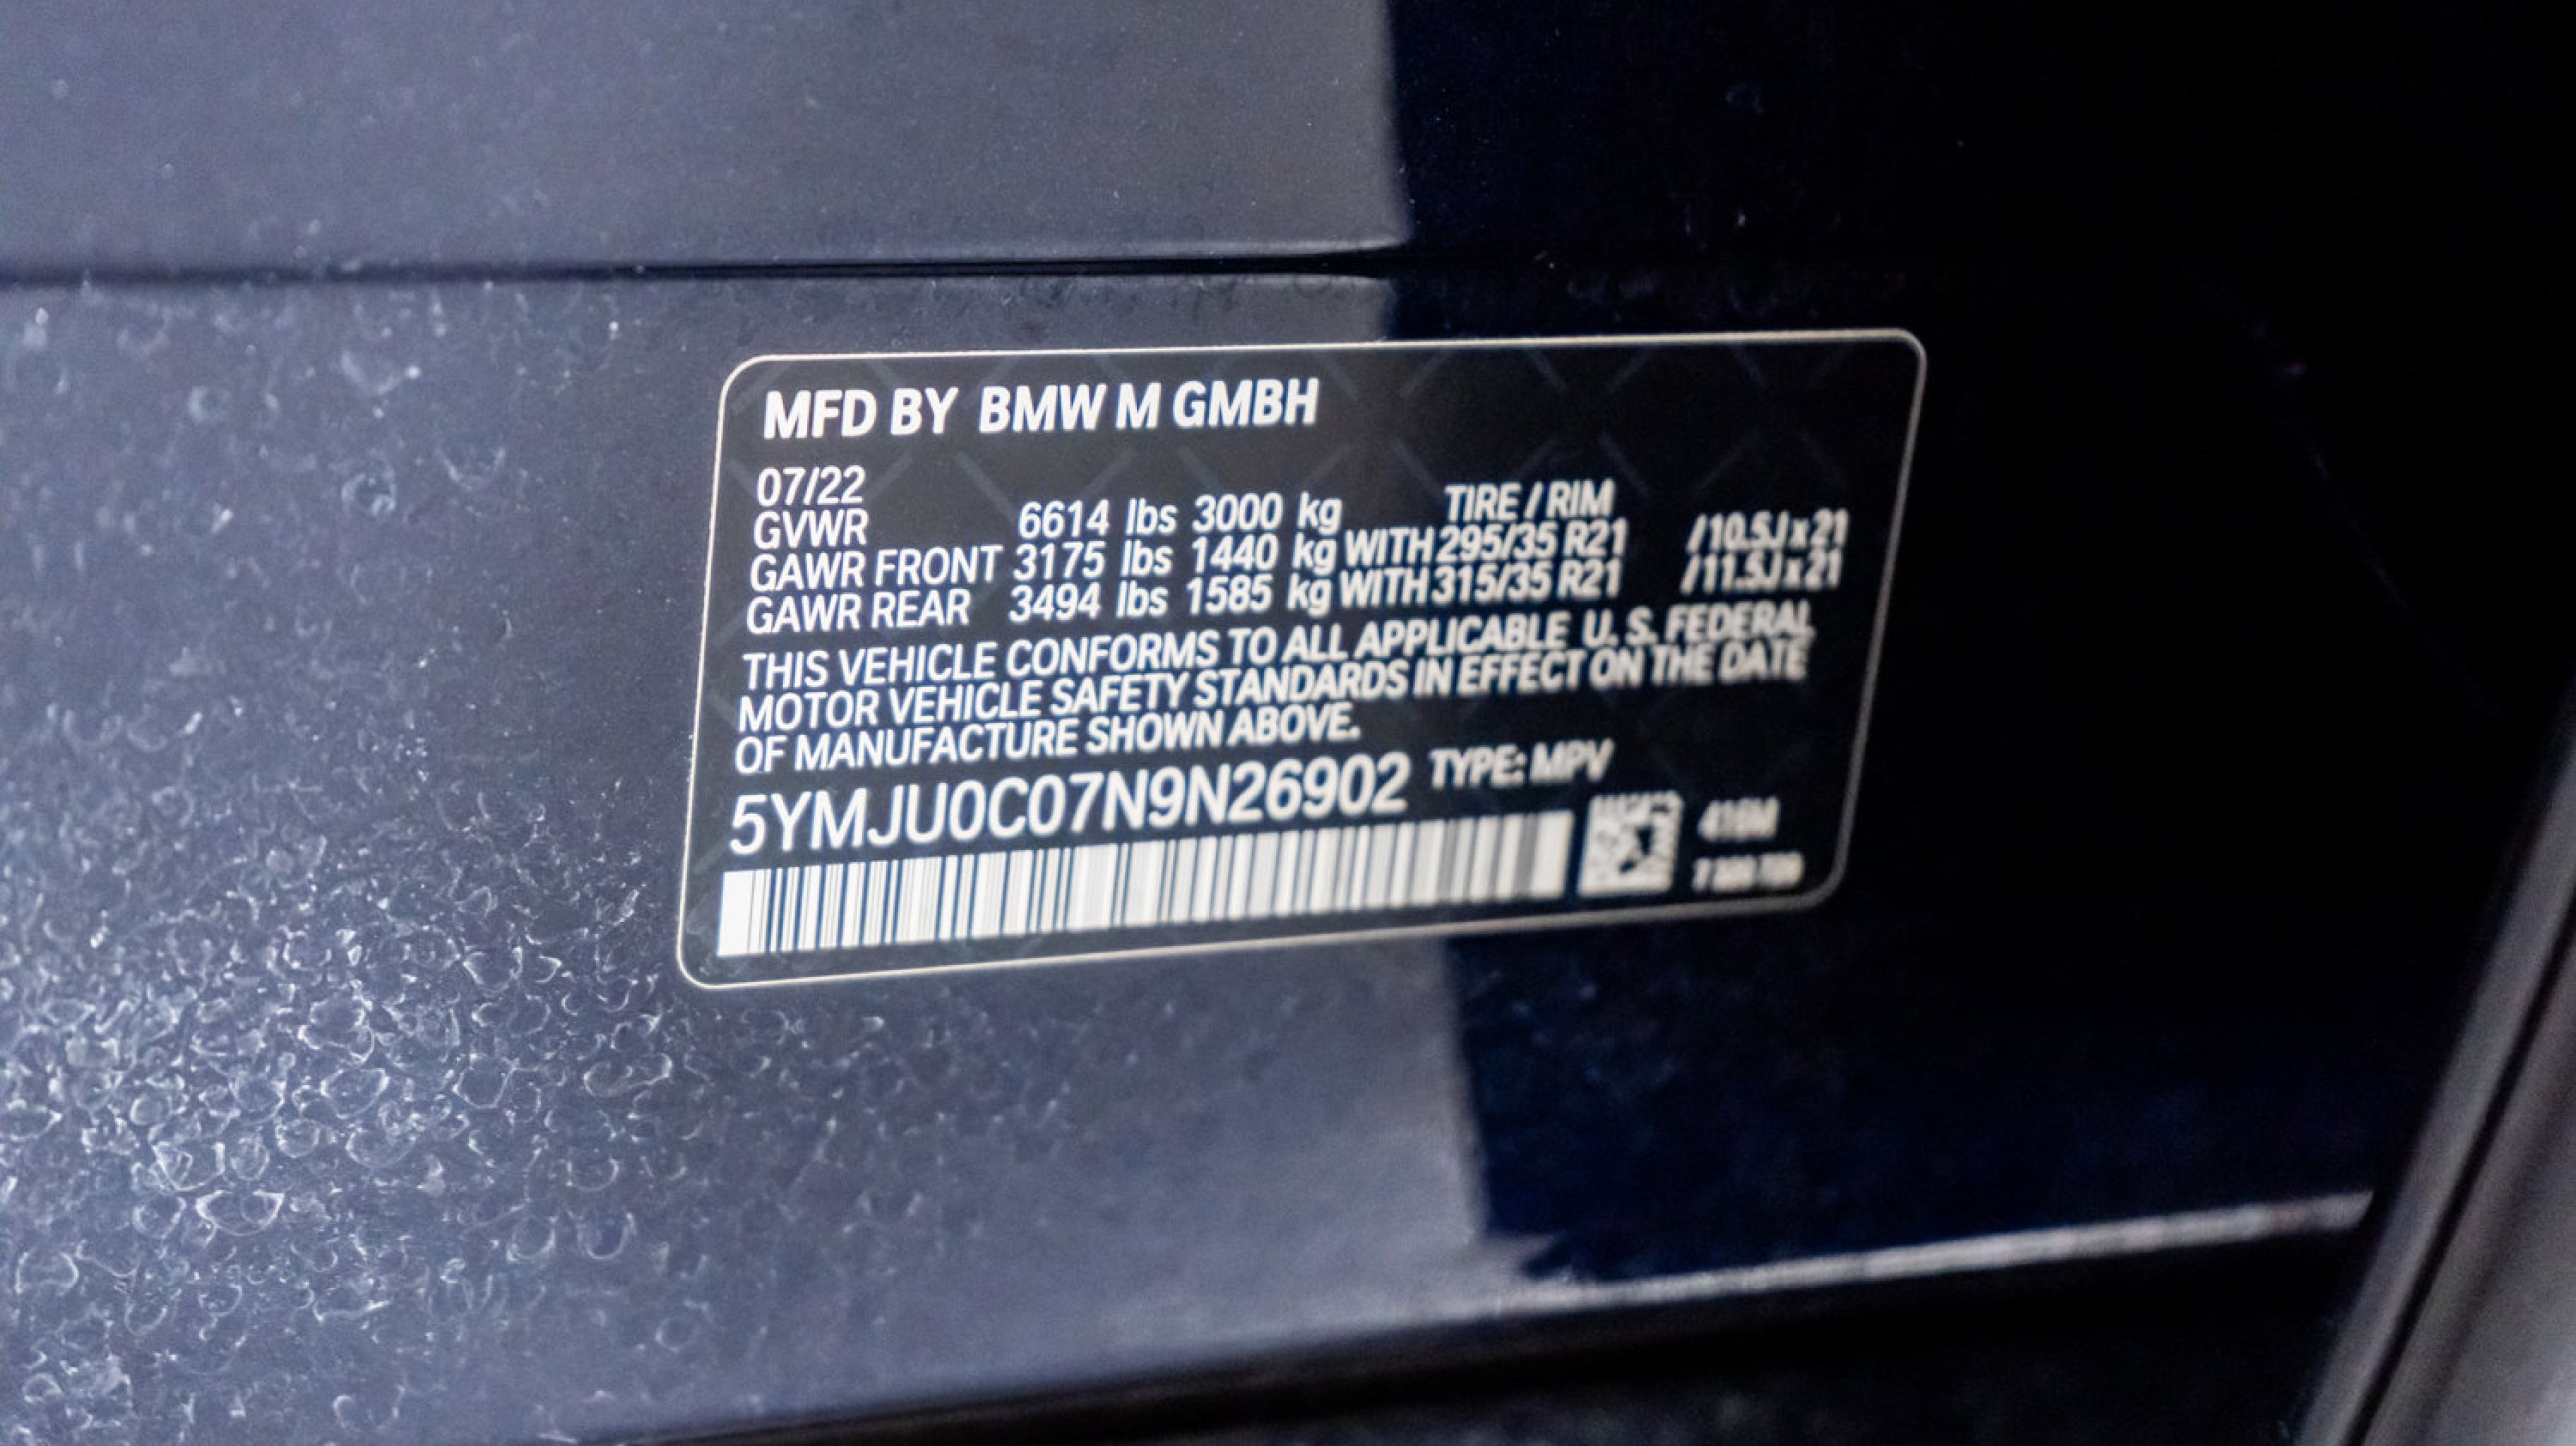 MFD BY BMW M GMBH
07/22
TIRE / RIM
GVWR 6614 lbs 3000 kg
GAWR FRONT 3175 lbs 1440 kg WITH 295/35 R21 /10.5J x 21
GAWR REAR 3494 lbs 1585 kg WITH 315/35 R21 /11.5J x 21
THIS VEHICLE CONFORMS TO ALL APPLICABLE U. S. FEDERAL
MOTOR VEHICLE SAFETY STANDARDS IN EFFECT ON THE DATE
OF MANUFACTURE SHOWN ABOVE.
5YMJU0C07N9N26902 TYPE: MPV